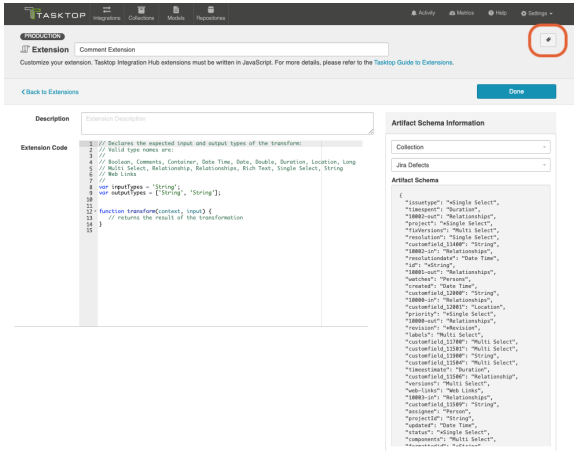 TASKTOP
Integrations
Collections
Models
Repositories
Activity
Metrics
Help
Settings
PRODUCTION
Extension
Comment Extension
Customize your extension. Tasktop Integration Hub extensions must be written in JavaScript. For more details, please refer to the Tasktop Guide to Extensions.
Back to Extensions
Done
Description
Extension Description
Extension Code
1 // Declares the expected input and output types of the transform:
2 // Valid type names are:
3 //
4 // Boolean, Comments, Container, Date Time, Date, Double, Duration, Location, Long
5 // Multi Select, Relationship, Relationships, Rich Text, Single Select, String
6 // Web Links
7 //
8 var inputTypes = 'String';
9 var outputTypes = ['String', 'String'];
10
11
12 function transform(context, input) {
13 // returns the result of the transformation
14 }
15
Artifact Schema Information
Collection
Jira Defects
Artifact Schema
{
"issuetype": "*Single Select",
"timespent": "Duration",
"10002-out": "Relationships",
"project": "*Single Select",
"fixVersions": "Multi Select",
"resolution": "Single Select",
"customfield_11400": "String",
"10002-in": "Relationships",
"resolutiondate": "Date Time",
"id": "*String",
"10001-out": "Relationships",
"watches": "Persons",
"created": "Date Time",
"customfield_12000": "String",
"10000-in": "Relationships",
"customfield_12001": "Location",
"priority": "*Single Select",
"10000-out": "Relationships",
"revision": "*Revision",
"labels": "Multi Select",
"customfield_11700": "Multi Select",
"customfield_11501": "Multi Select",
"customfield_11900": "String",
"customfield_11504": "Multi Select",
"timeestimate": "Duration",
"customfield_11506": "Relationship",
"versions": "Multi Select",
"web-links": "Web Links",
"10003-in": "Relationships",
"customfield_11509": "String",
"assignee": "Person",
"projectId": "String",
"updated": "Date Time",
"status": "*Single Select",
"components": "Multi Select",
"formattedid": "*String",